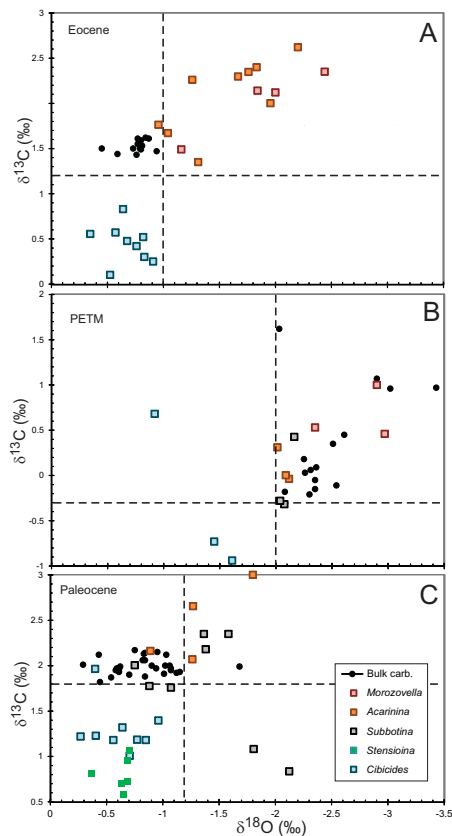 Eocene
A
3
2.5
2
1.5
1
0.5
0
δ13C (‰)
PETM
B
2
1.5
1
0.5
0
-0.5
-1
δ13C (‰)
Paleocene
C
3
2.5
2
1.5
1
0.5
δ13C (‰)
Bulk carb.
Morozovella
Acarinina
Subbotina
Stensioina
Cibicides
0 -0.5 -1 -1.5 -2 -2.5 -3 -3.5
δ18O (‰)